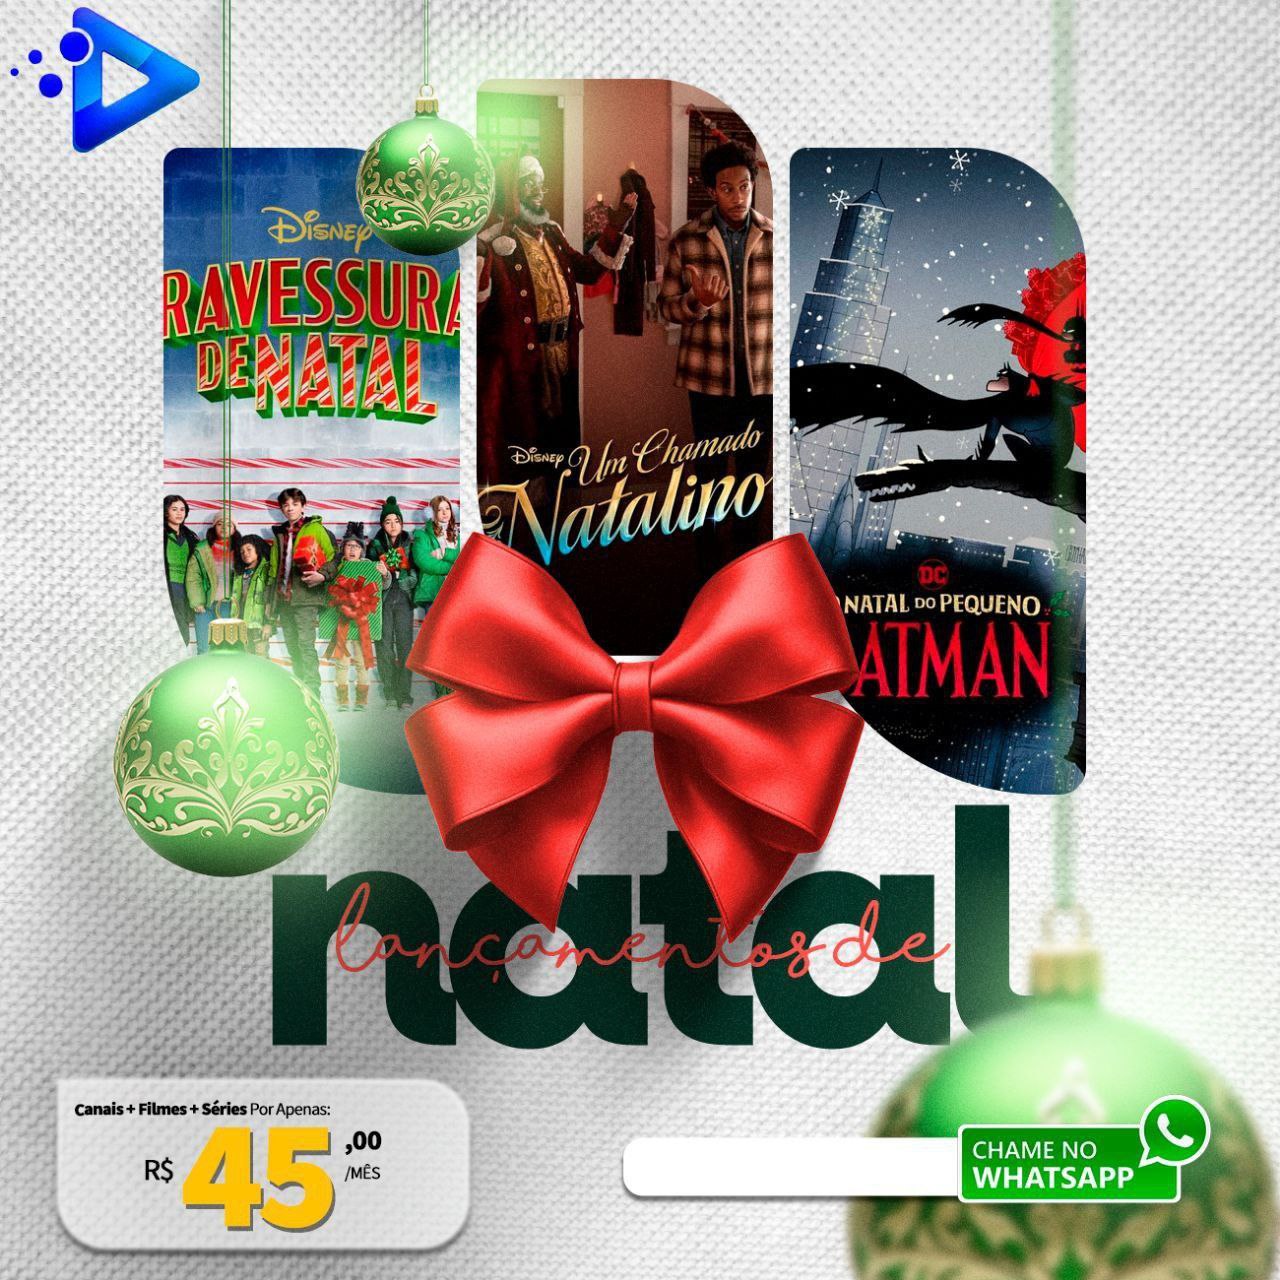 Disney
RAVESSURA
DE NATAL
Disney Um Chamado
Natalino
DC
NATAL DO PEQUENO
ATMAN
natal
lançamentos de
Canais + Filmes + Séries Por Apenas:
R$ 45,00
/MÊS
CHAME NO
WHATSAPP